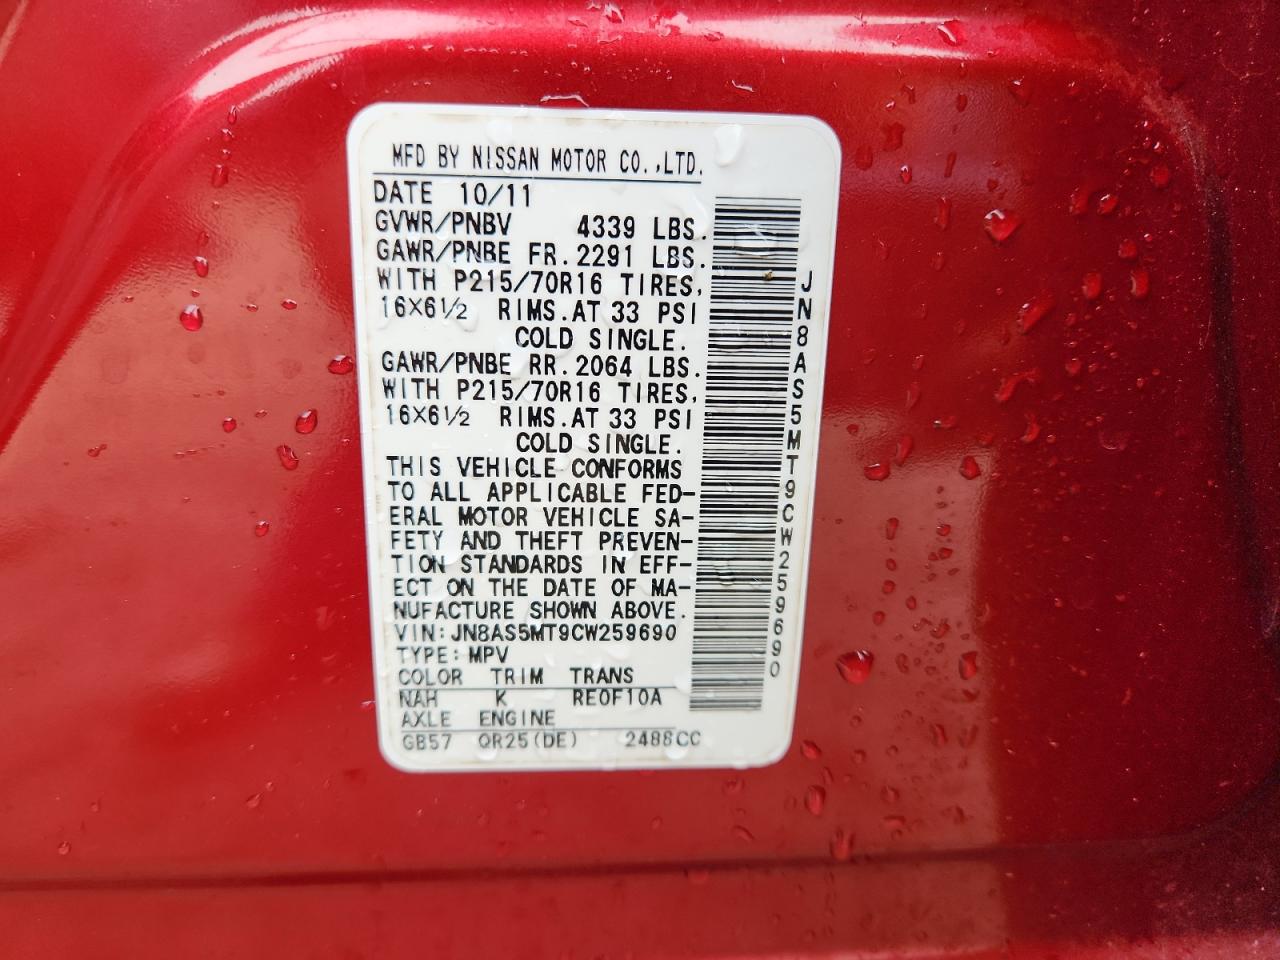 MFD BY NISSAN MOTOR CO.,LTD.
DATE 10/11
GVWR/PNBV 4339 LBS.
GAWR/PNBE FR.2291 LBS.
WITH P215/70R16 TIRES,
16X6½ RIMS.AT 33 PSI
COLD SINGLE.
GAWR/PNBE RR.2064 LBS.
WITH P215/70R16 TIRES,
16X6½ RIMS.AT 33 PSI
COLD SINGLE.
THIS VEHICLE CONFORMS
TO ALL APPLICABLE FED-
ERAL MOTOR VEHICLE SA-
FETY AND THEFT PREVEN-
TION STANDARDS IN EFF-
ECT ON THE DATE OF MA-
NUFACTURE SHOWN ABOVE.
VIN:JN8AS5MT9CW259690
TYPE:MPV
COLOR TRIM TRANS
NAH K RE0F10A
AXLE ENGINE
GB57 QR25(DE) 2488CC
JN8AS5MT9CW259690